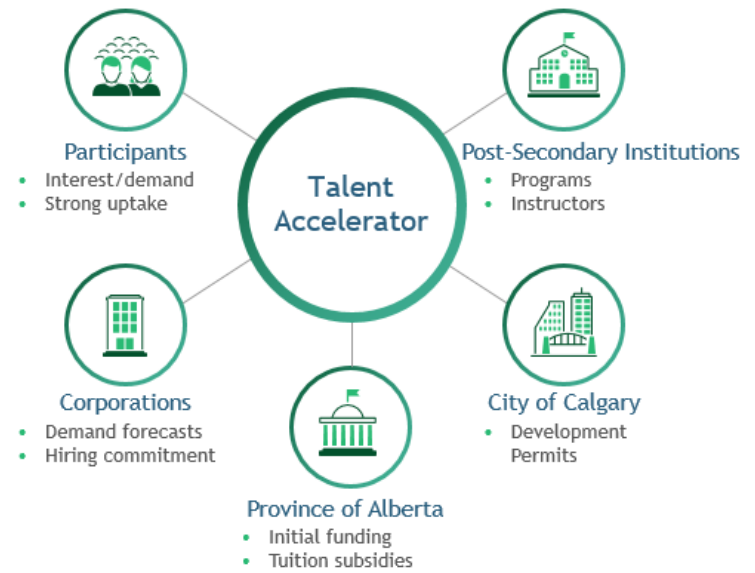 Participants
• Interest/demand
• Strong uptake
Post-Secondary Institutions
• Programs
• Instructors
Talent
Accelerator
Corporations
• Demand forecasts
• Hiring commitment
City of Calgary
• Development
Permits
Province of Alberta
• Initial funding
• Tuition subsidies